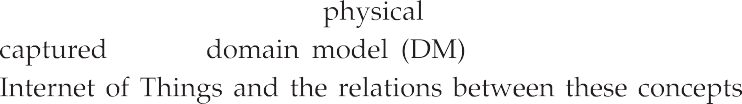 physical
captured domain model (DM)
Internet of Things and the relations between these concepts